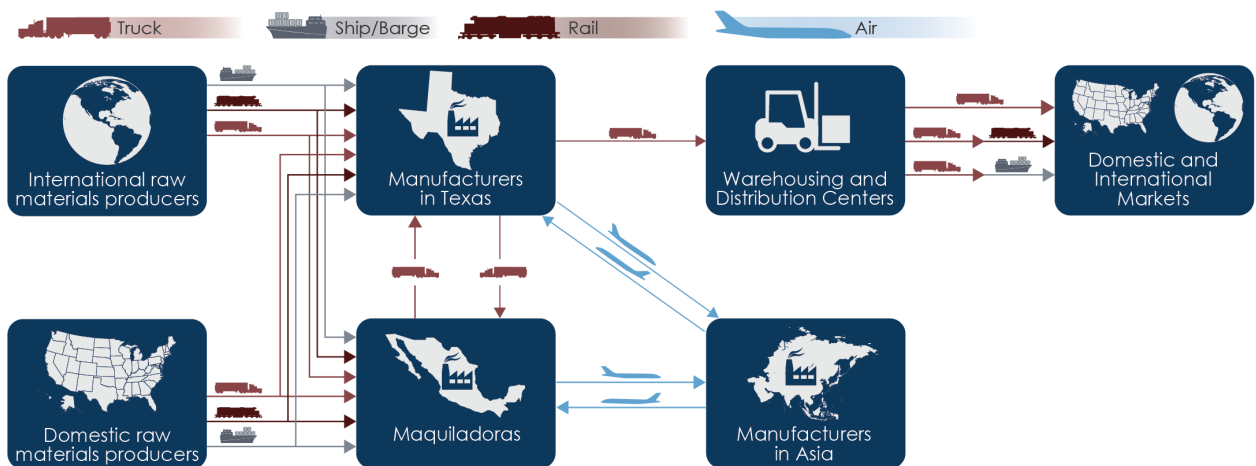 Truck
Ship/Barge
Rail
Air
International raw
materials producers
Manufacturers
in Texas
Warehousing and
Distribution Centers
Domestic and
International
Markets
Domestic raw
materials producers
Maquiladoras
Manufacturers
in Asia